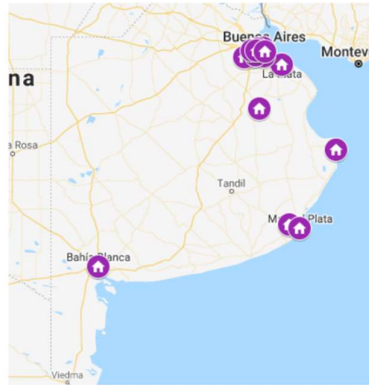 Buenos Aires
Montev
La Plata
na
a Rosa
Tandil
Bahía Blanca
Viedma